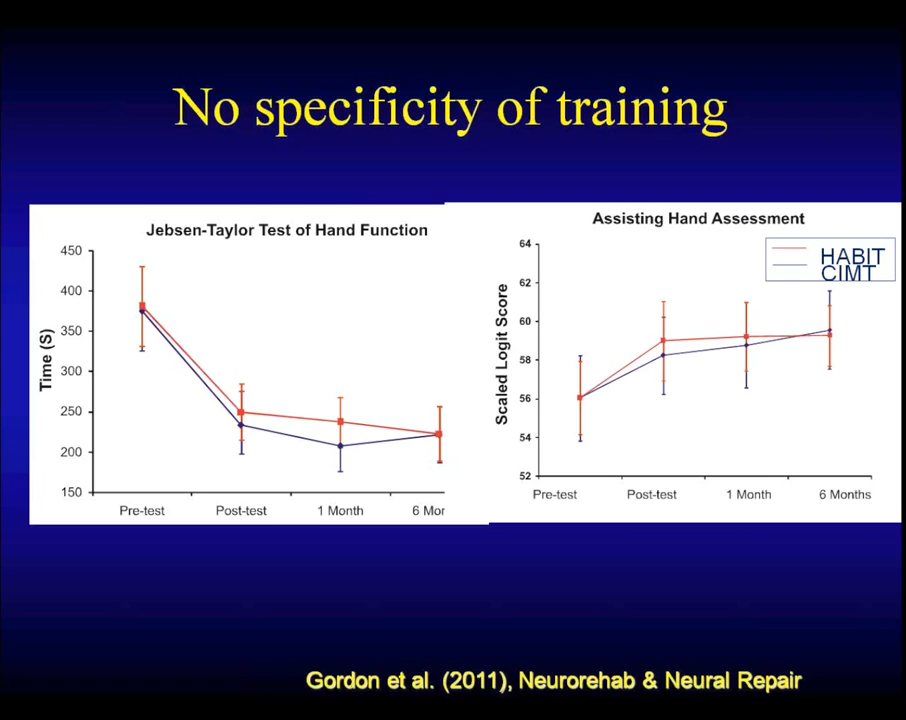 No specificity of training
Jebsen-Taylor Test of Hand Function
450
400
350
300
250
200
150
Time (S)
Pre-test Post-test 1 Month 6 Mor
Assisting Hand Assessment
HABIT
CIMT
64
62
60
58
56
54
52
Scaled Logit Score
Pre-test Post-test 1 Month 6 Months
Gordon et al. (2011), Neurorehab & Neural Repair